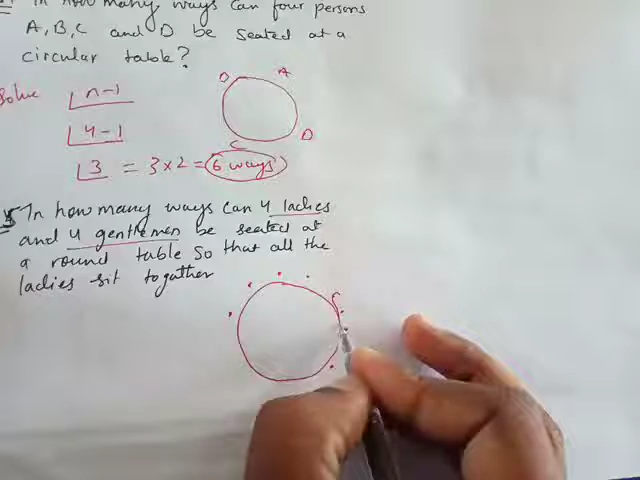 In how many ways can four persons
A, B, C and D be seated at a
circular table?
Solve
n-1
4-1
3 = 3×2 = 6 ways
D A
C D
In how many ways can 4 ladies
and 4 gentlemen be seated at
a round table So that all the
ladies sit togather